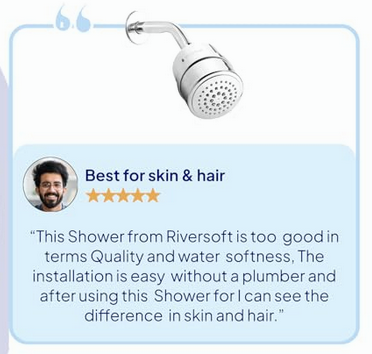 Best for skin & hair
“This Shower from Riversoft is too good in
terms Quality and water softness, The
installation is easy without a plumber and
after using this Shower for I can see the
difference in skin and hair.”